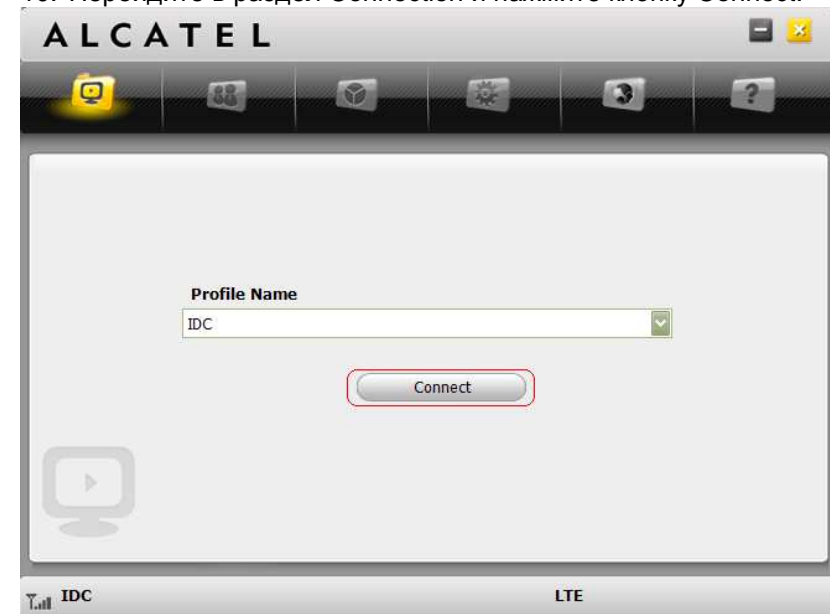 Перейдите в раздел Connection и нажмите кнопку Connect.
ALCATEL
?
Profile Name
IDC
Connect
IDC
LTE